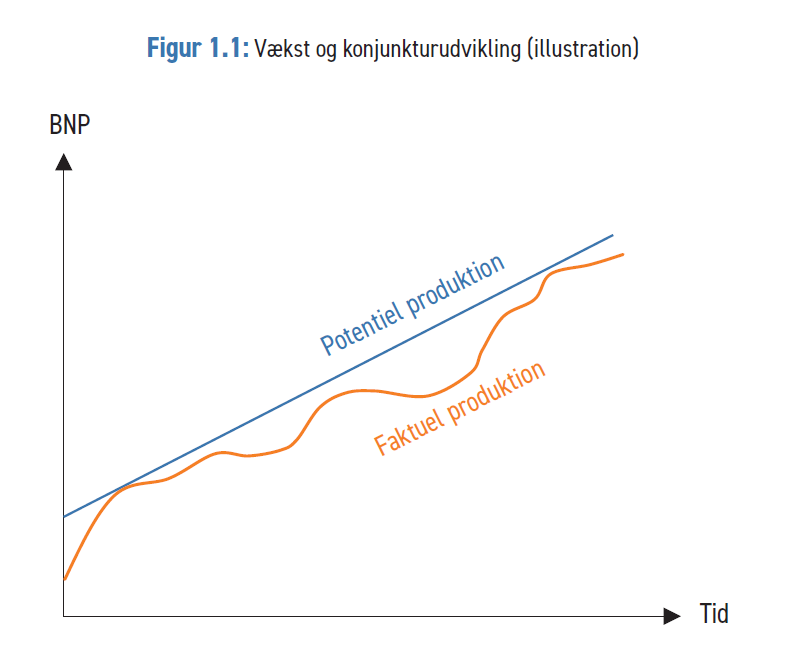 Figur 1.1: Vækst og konjunkturudvikling (illustration)
BNP
Potentiel produktion
Faktuel produktion
Tid